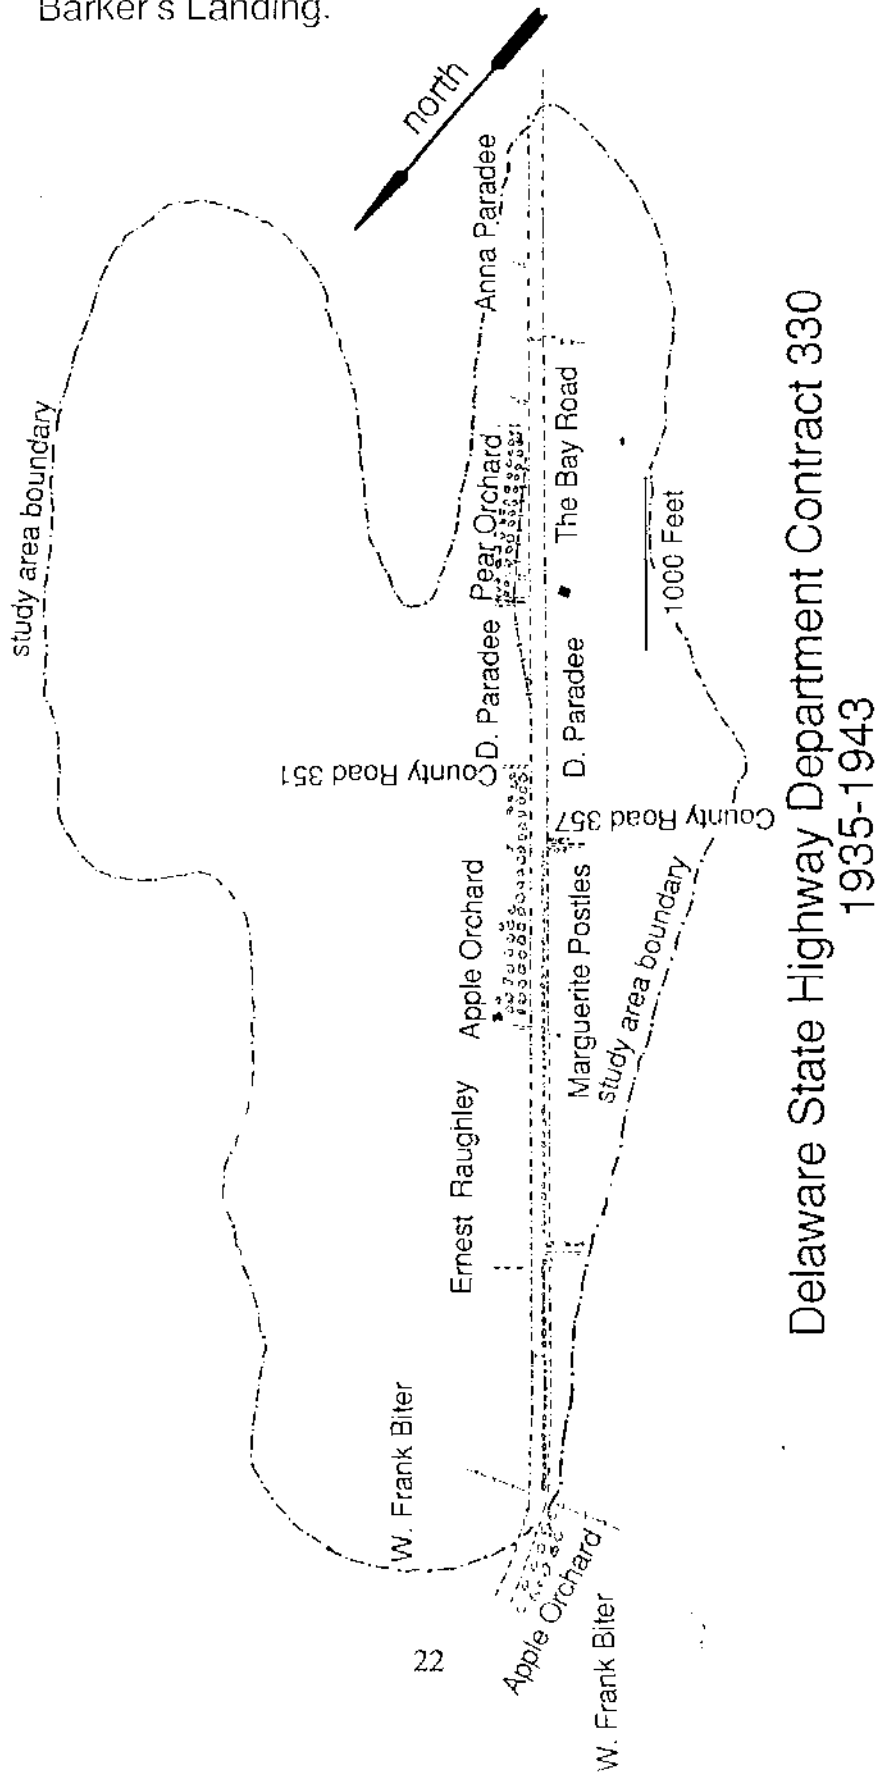 Barker's Landing.
north
study area boundary
Anna Paradee
Pear Orchard
The Bay Road
D. Paradee
1000 Feet
D. Paradee
County Road 351
County Road 357
Apple Orchard
Marguerite Postles
study area boundary
Ernest Raughley
W. Frank Biter
Apple Orchard
W. Frank Biter
22
Delaware State Highway Department Contract 330
1935-1943